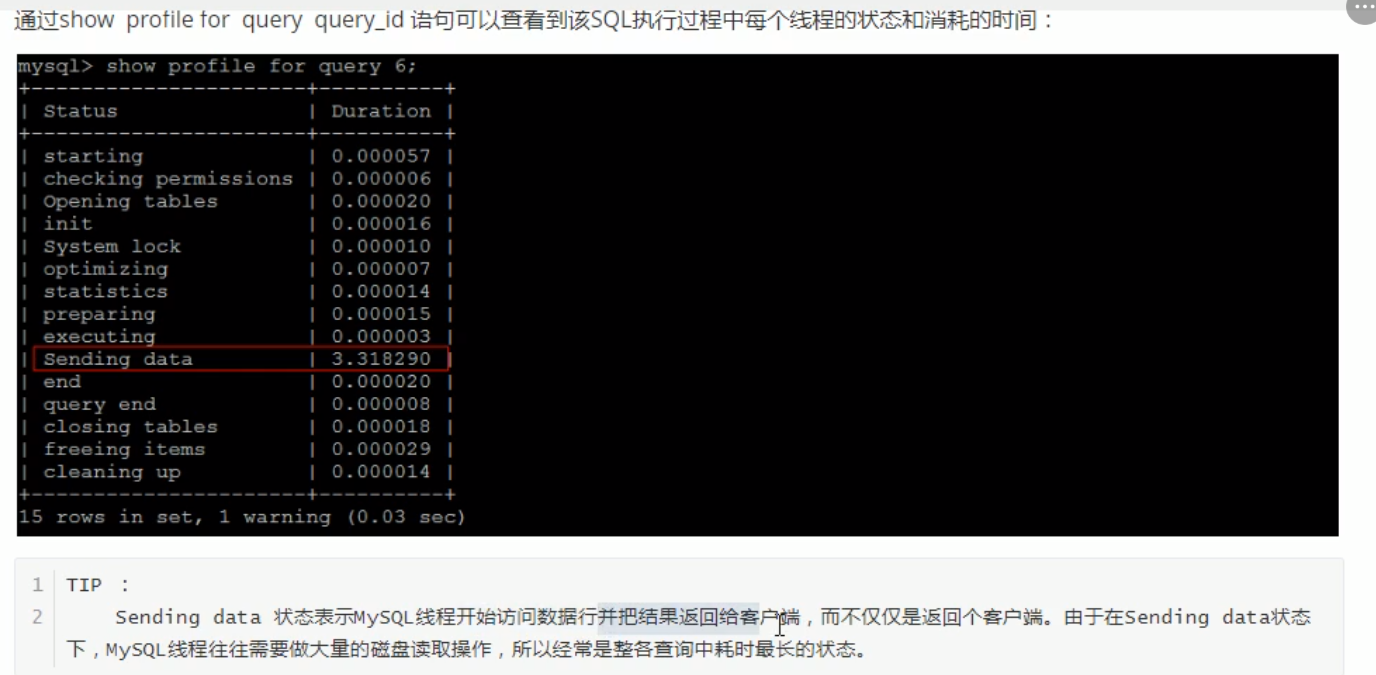 通过show profile for query query_id 语句可以查看到该SQL执行过程中每个线程的状态和消耗的时间：
mysql> show profile for query 6;
+----------------------+----------+
| Status               | Duration |
+----------------------+----------+
| starting             | 0.000057 |
| checking permissions | 0.000006 |
| Opening tables       | 0.000020 |
| init                 | 0.000016 |
| System lock          | 0.000010 |
| optimizing           | 0.000007 |
| statistics           | 0.000014 |
| preparing            | 0.000015 |
| executing            | 0.000003 |
| Sending data         | 3.318290 |
| end                  | 0.000020 |
| query end            | 0.000008 |
| closing tables       | 0.000018 |
| freeing items        | 0.000029 |
| cleaning up          | 0.000014 |
+----------------------+----------+
15 rows in set, 1 warning (0.03 sec)
1 TIP ：
2 Sending data 状态表示MySQL线程开始访问数据行并把结果返回给客户端，而不仅仅是返回个客户端。由于在Sending data状态
下，MySQL线程往往需要做大量的磁盘读取操作，所以经常是整各查询中耗时最长的状态。